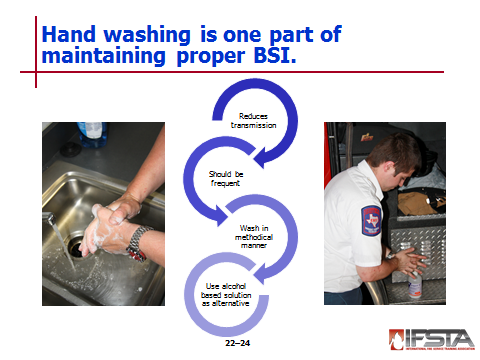 Hand washing is one part of
maintaining proper BSI.
Reduces
transmission
Should be
frequent
Wash in
methodical
manner
Use alcohol
based solution
as alternative
22–24
IFSTA
INTERNATIONAL FIRE SERVICE TRAINING ASSOCIATION